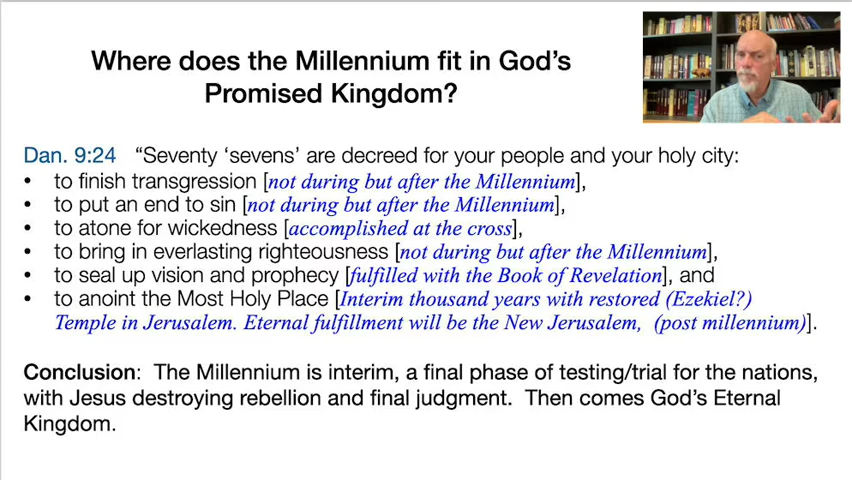 Where does the Millennium fit in God's
Promised Kingdom?
Dan. 9:24 “Seventy ‘sevens’ are decreed for your people and your holy city:
• to finish transgression [not during but after the Millennium],
• to put an end to sin [not during but after the Millennium],
• to atone for wickedness [accomplished at the cross],
• to bring in everlasting righteousness [not during but after the Millennium],
• to seal up vision and prophecy [fulfilled with the Book of Revelation], and
• to anoint the Most Holy Place [Interim thousand years with restored (Ezekiel?)
Temple in Jerusalem. Eternal fulfillment will be the New Jerusalem, (post millennium)].
Conclusion: The Millennium is interim, a final phase of testing/trial for the nations,
with Jesus destroying rebellion and final judgment. Then comes God's Eternal
Kingdom.